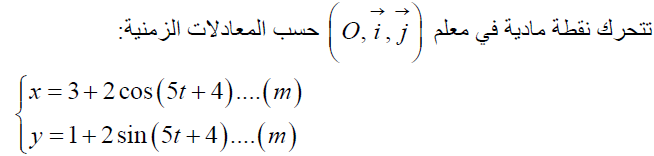 تتحرك نقطة مادية في معلم (O, i⃗, j⃗) حسب المعادلات الزمنية:
x = 3 + 2 cos(5t + 4)....(m)
y = 1 + 2 sin(5t + 4)....(m)